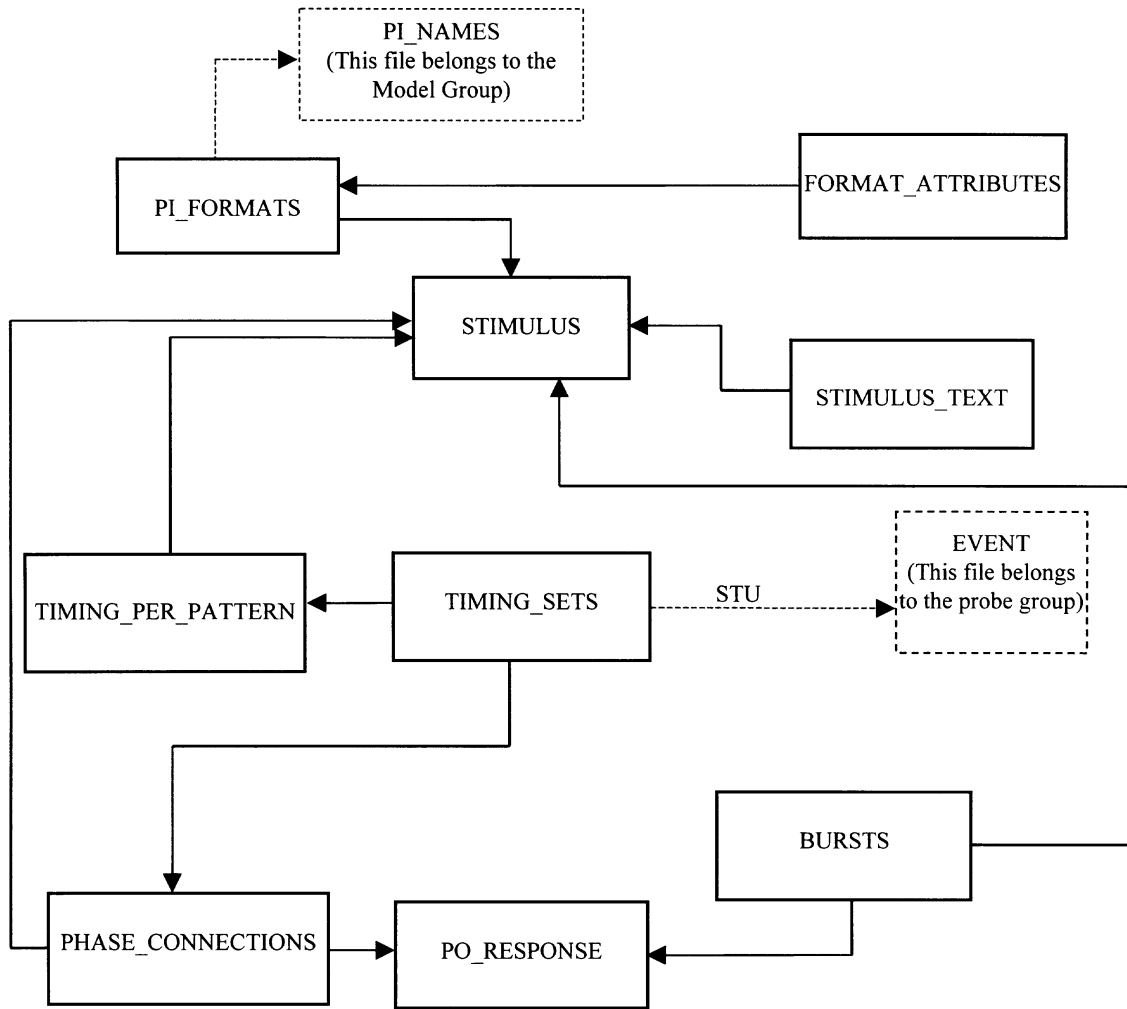 PI_NAMES
(This file belongs to the
Model Group)
FORMAT_ATTRIBUTES
PI_FORMATS
STIMULUS
STIMULUS_TEXT
EVENT
(This file belongs
to the probe group)
TIMING_PER_PATTERN
TIMING_SETS
STU
BURSTS
PHASE_CONNECTIONS
PO_RESPONSE